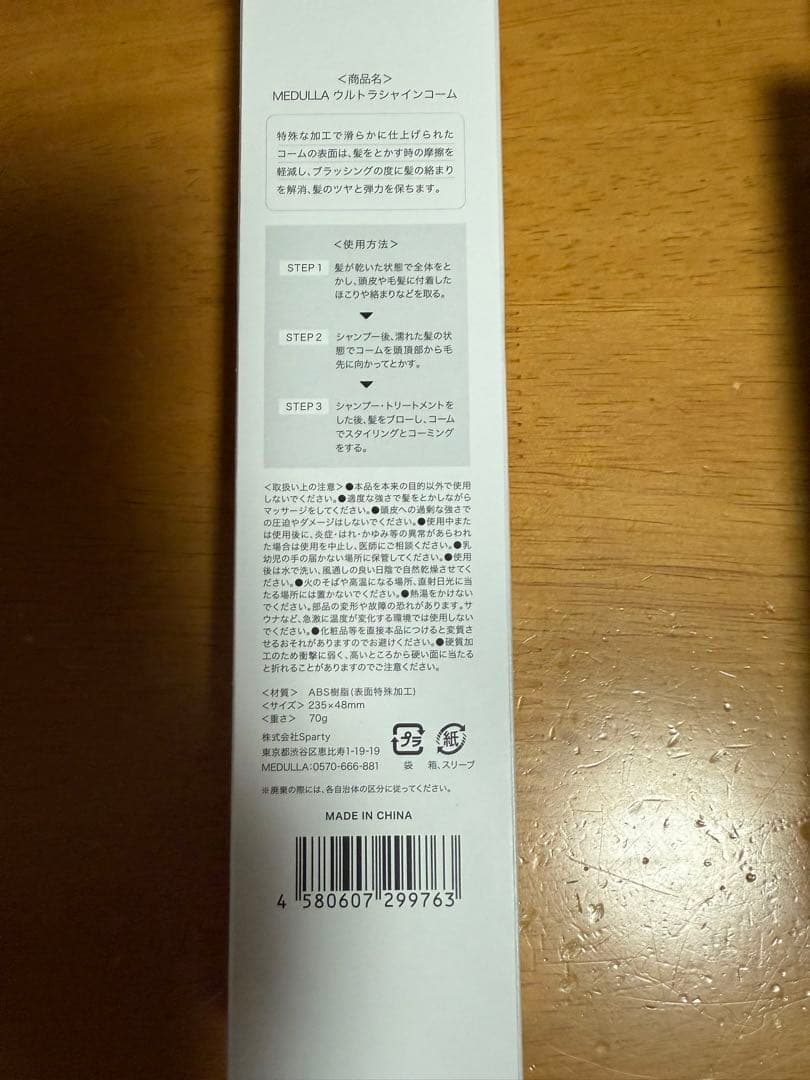 <商品名>
MEDULLA ウルトラシャインコーム
特殊な加工で滑らかに仕上げられた
コームの表面は、髪をとかす時の摩擦を
軽減し、ブラッシングの度に髪の絡まり
を解消、髪のツヤと弾力を保ちます。
<使用方法>
STEP 1 髪が乾いた状態で全体をと
かし、頭皮や毛髪に付着した
ほこりや絡まりなどを取る。
▼
STEP 2 シャンプー後、濡れた髪の状
態でコームを頭頂部から毛
先に向かってとかす。
▼
STEP 3 シャンプー・トリートメントを
した後、髪をブローし、コーム
でスタイリングとコーミング
をする。
<取扱い上の注意>●本品を本来の目的以外で使用
しないでください。●適度な強さで髪をとかしながら
マッサージをしてください。●頭皮への過剰な強さで
の圧迫やダメージはしないでください。●使用中また
は使用後に、炎症・はれ・かゆみ等の異常があらわれ
た場合は使用を中止し、医師にご相談ください。●乳
幼児の手の届かない場所に保管してください。●使用
後は水で洗い、風通しの良い日陰で自然乾燥させてく
ださい。●火のそばや高温になる場所、直射日光に当
たる場所には置かないでください。●熱湯をかけない
でください。部品の変形や故障の恐れがあります。サ
ウナなど、急激に温度が変化する環境では使用しない
でください。●化粧品等を直接本品につけると変質さ
せるおそれがありますのでお避けください。●硬質加
工のため衝撃に弱く、高いところから硬い面に当たる
と折れることがありますのでご注意ください。
<材質> ABS樹脂(表面特殊加工)
<サイズ> 235×48mm
<重さ> 70g
株式会社Sparty
東京都渋谷区恵比寿1-19-19
MEDULLA:0570-666-881
プラ 紙
袋 箱、スリーブ
※廃棄の際には、各自治体の区分に従ってください。
MADE IN CHINA
4 580607 299763